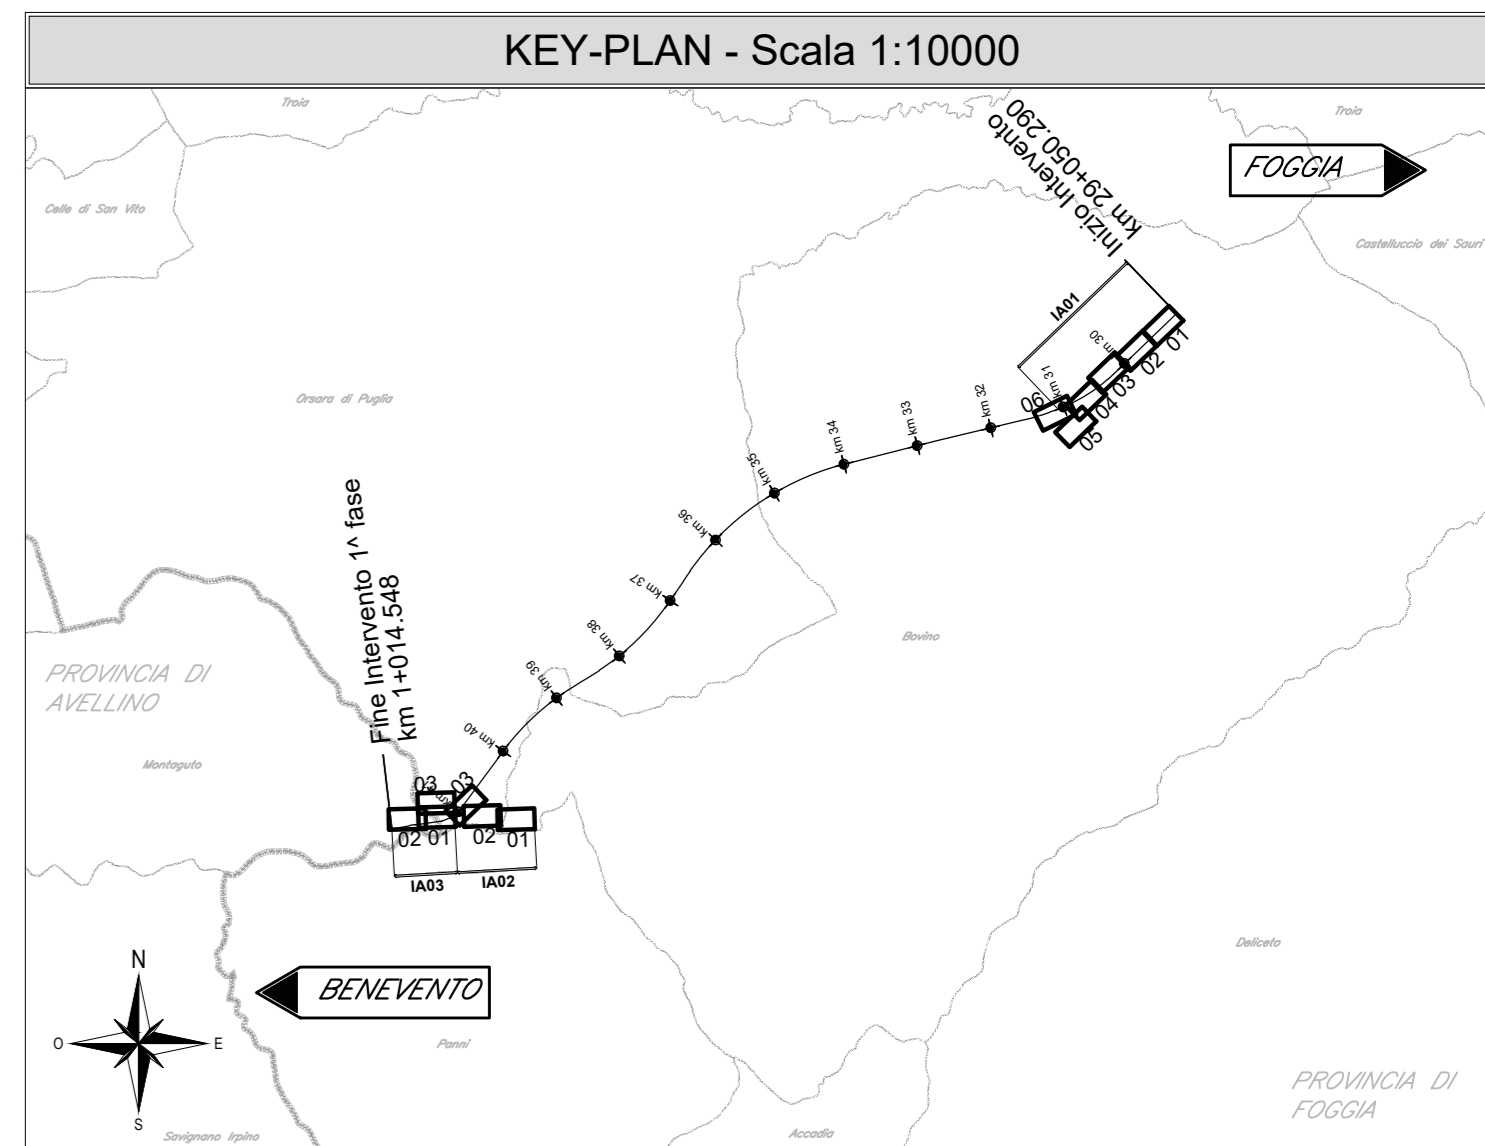 KEY-PLAN - Scala 1:10000
Troia
Troia
Inizio Intervento
km 29+050.290
FOGGIA
Celle di San Vito
Castelluccio dei Sauri
IA01
01
02
03
04
05
06
km 30
km 31
km 32
km 33
km 34
km 35
km 36
km 37
km 38
km 39
km 40
Orsara di Puglia
Bovino
Fine Intervento 1^ fase
km 1+014.548
PROVINCIA DI
AVELLINO
Montaguto
03
03
km
02
01
02
01
IA03
IA02
Deliceto
N
O
E
S
BENEVENTO
Panni
PROVINCIA DI
FOGGIA
Savignano Irpino
Accadia